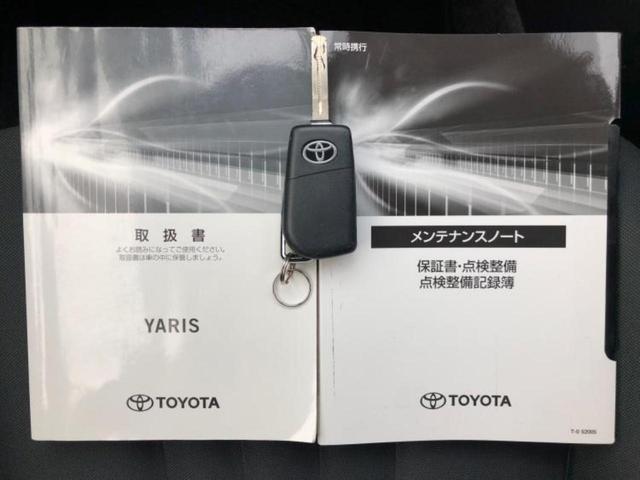 取扱書
よくお読みになってご使用ください。
取扱書は車の中に保管しましょう。
YARIS
TOYOTA
常時携行
メンテナンスノート
保証書・点検整備
点検整備記録簿
TOYOTA